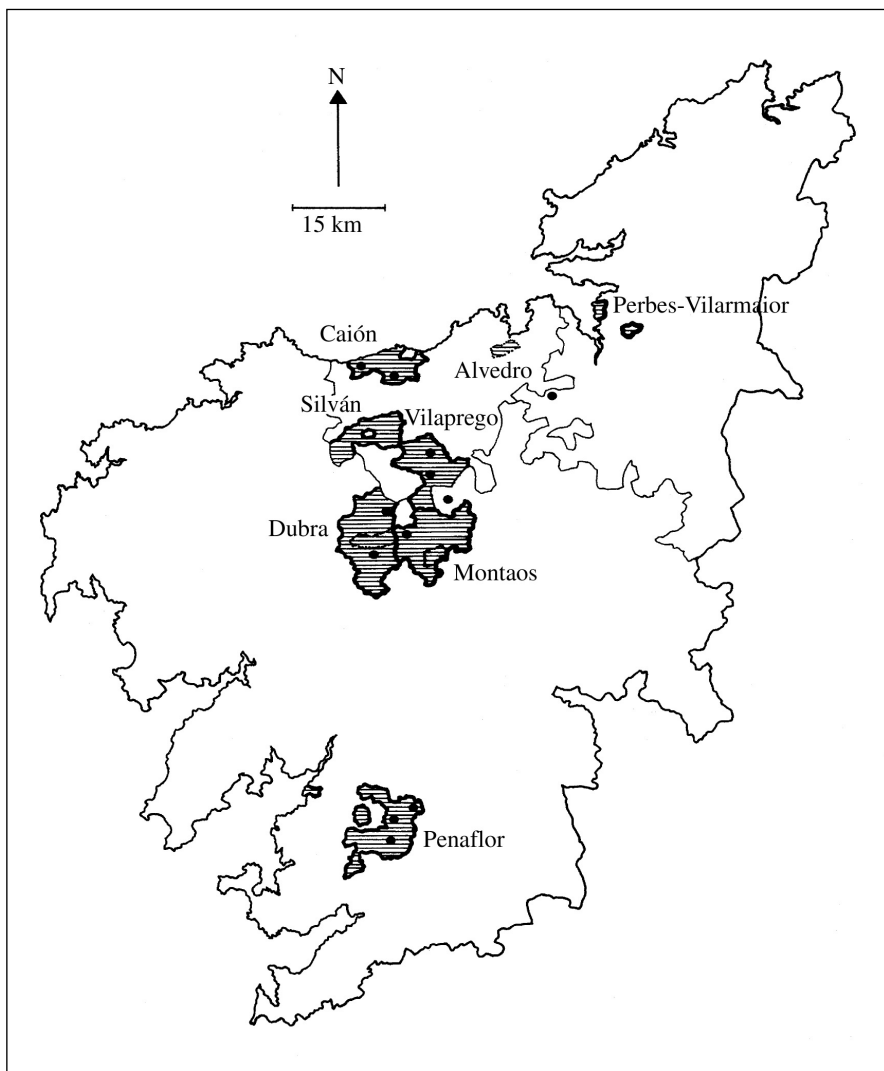 N
15 km
Perbes-Vilarmaior
Caión
Alvedro
Silván
Vilaprego
Dubra
Montaos
Penaflor